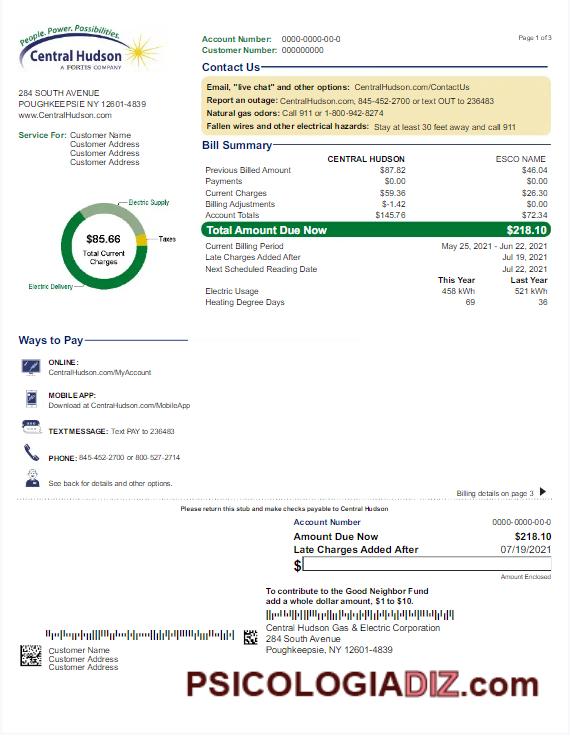 People. Power. Possibilities.
Central Hudson
A FORTIS COMPANY
284 SOUTH AVENUE
POUGHKEEPSIE NY 12601-4839
www.CentralHudson.com
Service For: Customer Name
Customer Address
Customer Address
Customer Address
Electric Supply
$85.66
Total Current
Charges
Taxes
Electric Delivery
Account Number: 0000-0000-00-0
Customer Number: 000000000
Page 1 of 3
Contact Us
Email, "live chat" and other options: CentralHudson.com/ContactUs
Report an outage: CentralHudson.com, 845-452-2700 or text OUT to 236483
Natural gas odors: Call 911 or 1-800-942-8274
Fallen wires and other electrical hazards: Stay at least 30 feet away and call 911
Bill Summary
CENTRAL HUDSON ESCO NAME
Previous Billed Amount $87.82 $46.04
Payments $0.00 $0.00
Current Charges $59.36 $26.30
Billing Adjustments $-1.42 $0.00
Account Totals $145.76 $72.34
Total Amount Due Now $218.10
Current Billing Period May 25, 2021 - Jun 22, 2021
Late Charges Added After Jul 19, 2021
Next Scheduled Reading Date Jul 22, 2021
This Year Last Year
Electric Usage 458 kWh 521 kWh
Heating Degree Days 69 36
Ways to Pay
ONLINE:
CentralHudson.com/MyAccount
MOBILE APP:
Download at CentralHudson.com/MobileApp
TEXT MESSAGE: Text PAY to 236483
PHONE: 845-452-2700 or 800-527-2714
See back for details and other options.
Billing details on page 3
Please return this stub and make checks payable to Central Hudson
Account Number 0000-0000-00-0
Amount Due Now $218.10
Late Charges Added After 07/19/2021
$
Amount Enclosed
To contribute to the Good Neighbor Fund
add a whole dollar amount, $1 to $10.
Central Hudson Gas & Electric Corporation
284 South Avenue
Poughkeepsie, NY 12601-4839
Customer Name
Customer Address
Customer Address
PSICOLOGIADIZ.com